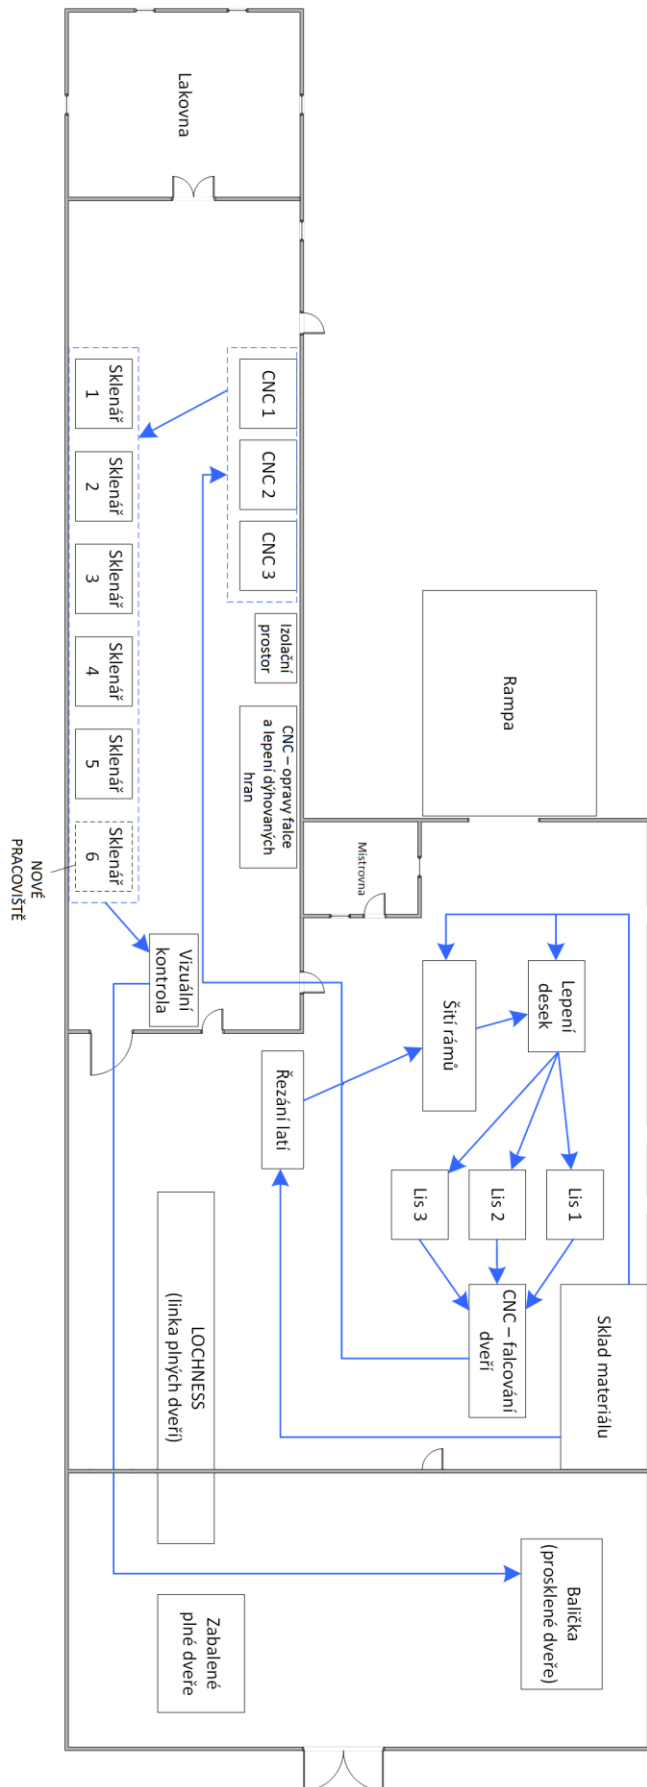 Lakovna
CNC 1
CNC 2
CNC 3
Sklenář
1
Sklenář
2
Sklenář
3
Sklenář
4
Sklenář
5
Sklenář
6
NOVÉ
PRACOVIŠTĚ
Izolační
prostor
CNC – opravy falce
a lepení dýhovaných
hran
Rampa
Mistrovna
Vizuální
kontrola
Lepení
desek
Šití rámů
Řezání latí
Lis 1
Lis 2
Lis 3
CNC – falcování
dveří
Sklad materiálu
LOCHNESS
(linka plných dveří)
Balička
(prosklené dveře)
Zabalené
plné dveře